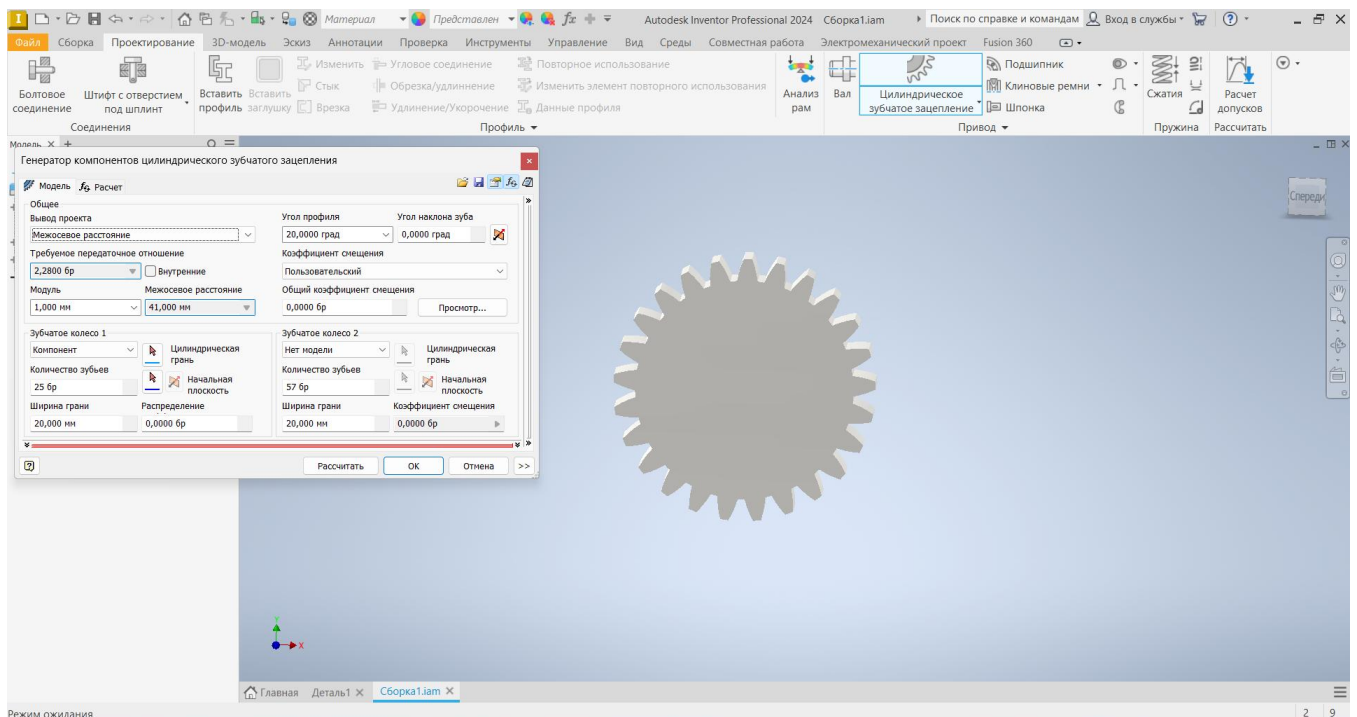 Материал Представлен Autodesk Inventor Professional 2024 Сборка1.iam Поиск по справке и командам Вход в службы
Файл Сборка Проектирование 3D-модель Эскиз Аннотации Проверка Инструменты Управление Вид Среды Совместная работа Электромеханический проект Fusion 360
Изменить Угловое соединение Повторное использование Подшипник
Стык Обрезка/удлиннение Изменить элемент повторного использования Клиновые ремни
Врезка Удлинение/Укорочение Данные профиля Шпонка
Болтовое соединение
Штифт с отверстием под шплинт
Вставить профиль
Вставить заглушку
Анализ рам
Вал
Цилиндрическое зубчатое зацепление
Сжатия
Расчет допусков
Соединения Профиль Привод Пружина Рассчитать
Модель
Генератор компонентов цилиндрического зубчатого зацепления
Модель fG Расчет
Общее
Вывод проекта Угол профиля Угол наклона зуба
Межосевое расстояние 20,0000 град 0,0000 град
Требуемое передаточное отношение Коэффициент смещения
2,2800 бр Внутренние Пользовательский
Модуль Межосевое расстояние Общий коэффициент смещения
1,000 мм 41,000 мм 0,0000 бр Просмотр...
Зубчатое колесо 1 Зубчатое колесо 2
Компонент Цилиндрическая грань Нет модели Цилиндрическая грань
Количество зубьев Количество зубьев
25 бр Начальная плоскость 57 бр Начальная плоскость
Ширина грани Распределение Ширина грани Коэффициент смещения
20,000 мм 0,0000 бр 20,000 мм 0,0000 бр
Рассчитать ОК Отмена >>
Спереди
Y
X
Главная Деталь1 Сборка1.iam
Режим ожидания 2 9